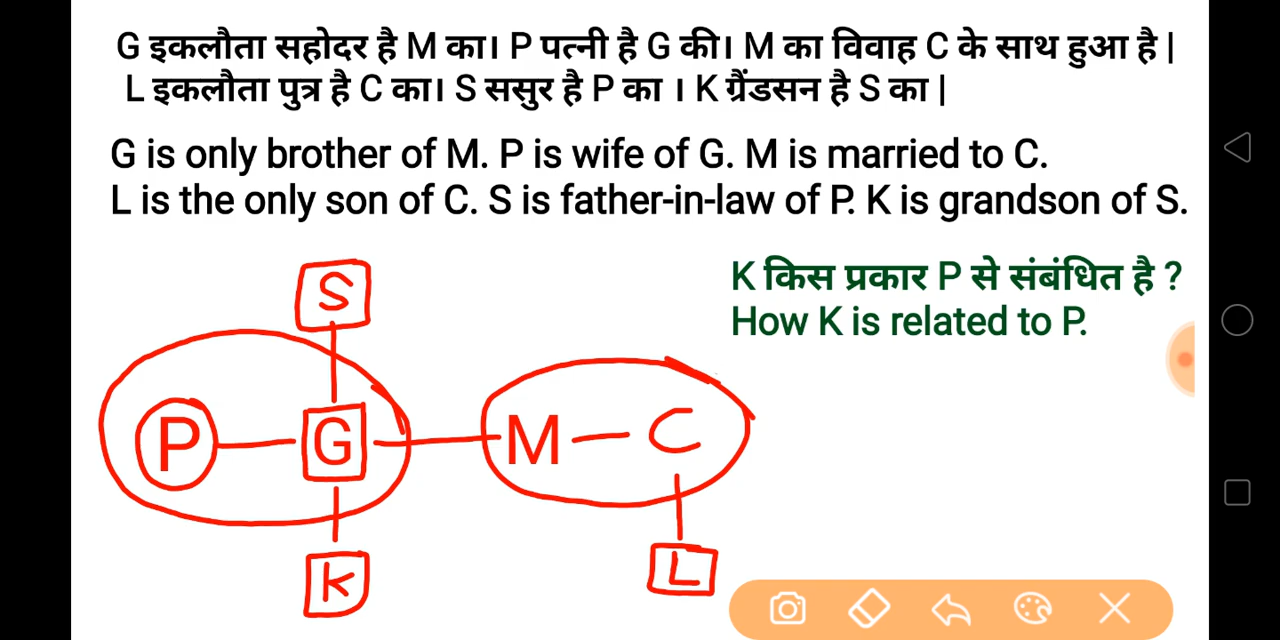 G इकलौता सहोदर है M का। P पत्नी है G की। M का विवाह C के साथ हुआ है |
L इकलौता पुत्र है C का। S ससुर है P का । K ग्रैंडसन है S का |
G is only brother of M. P is wife of G. M is married to C.
L is the only son of C. S is father-in-law of P. K is grandson of S.
K किस प्रकार P से संबंधित है ?
How K is related to P.
S
P G M C
K L